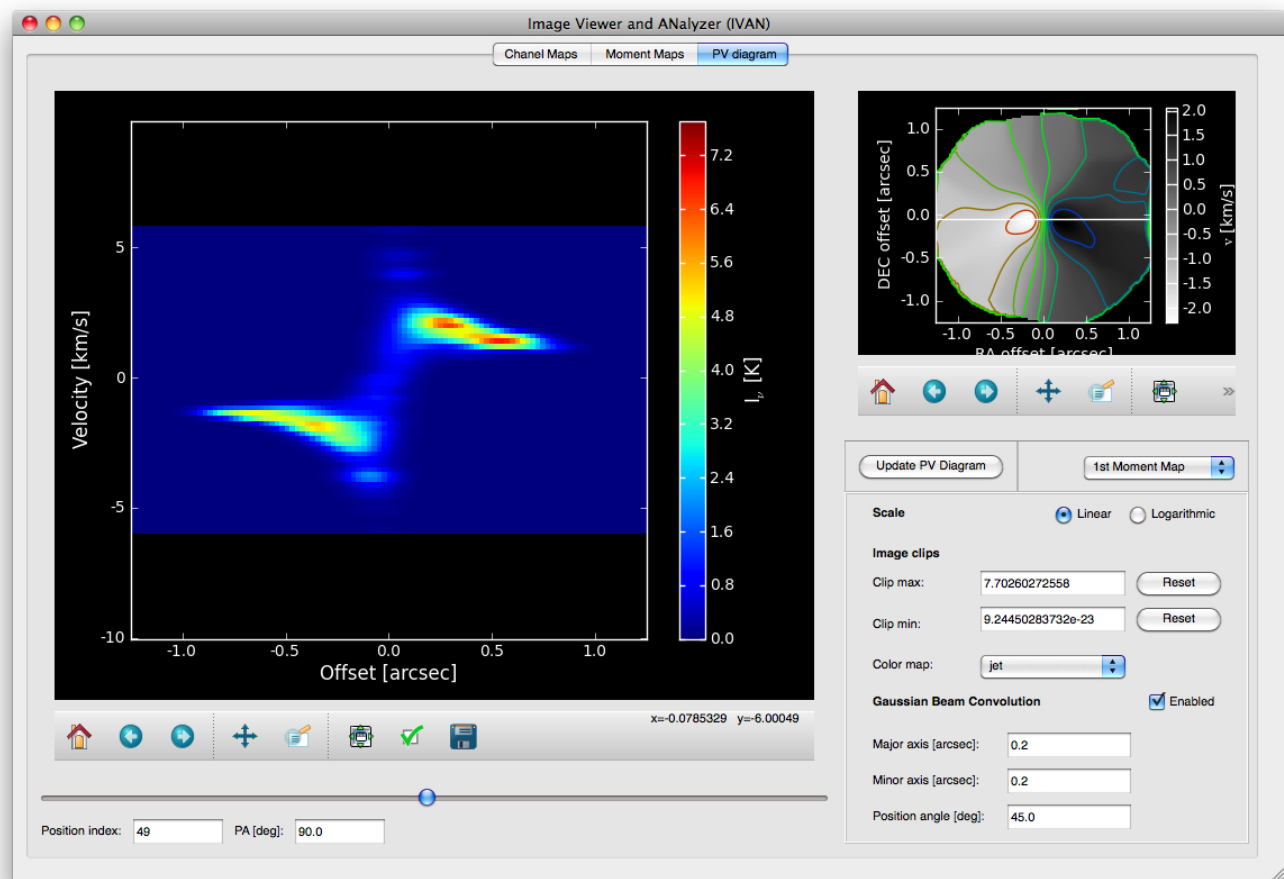 Image Viewer and ANalyzer (IVAN)
Chanel Maps Moment Maps PV diagram
5
0
-5
-10
Velocity [km/s]
-1.0 -0.5 0.0 0.5 1.0
Offset [arcsec]
7.2
6.4
5.6
4.8
4.0
3.2
2.4
1.6
0.8
0.0
Iν [K]
1.0
0.5
0.0
-0.5
-1.0
DEC offset [arcsec]
-1.0 -0.5 0.0 0.5 1.0
RA offset [arcsec]
2.0
1.5
1.0
0.5
0.0
-0.5
-1.0
-1.5
-2.0
v [km/s]
»
Update PV Diagram 1st Moment Map
Scale Linear Logarithmic
Image clips
Clip max: 7.70260272558 Reset
Clip min: 9.24450283732e-23 Reset
Color map: jet
Gaussian Beam Convolution Enabled
Major axis [arcsec]: 0.2
Minor axis [arcsec]: 0.2
Position angle [deg]: 45.0
x=-0.0785329 y=-6.00049
Position index: 49 PA [deg]: 90.0